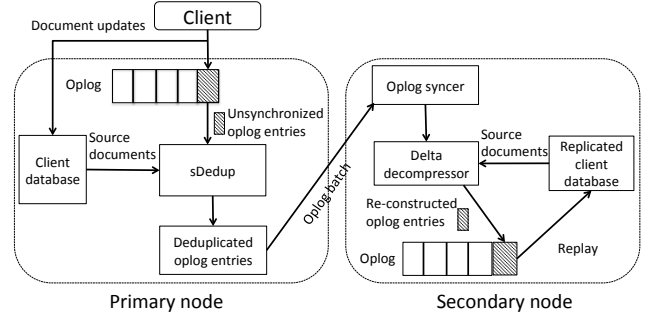 Client
Document updates
Oplog
Unsynchronized
oplog entries
Source
documents
Client
database
sDedup
Deduplicated
oplog entries
Oplog batch
Primary node
Oplog syncer
Source
documents
Delta
decompressor
Replicated
client
database
Re-constructed
oplog entries
Oplog
Replay
Secondary node